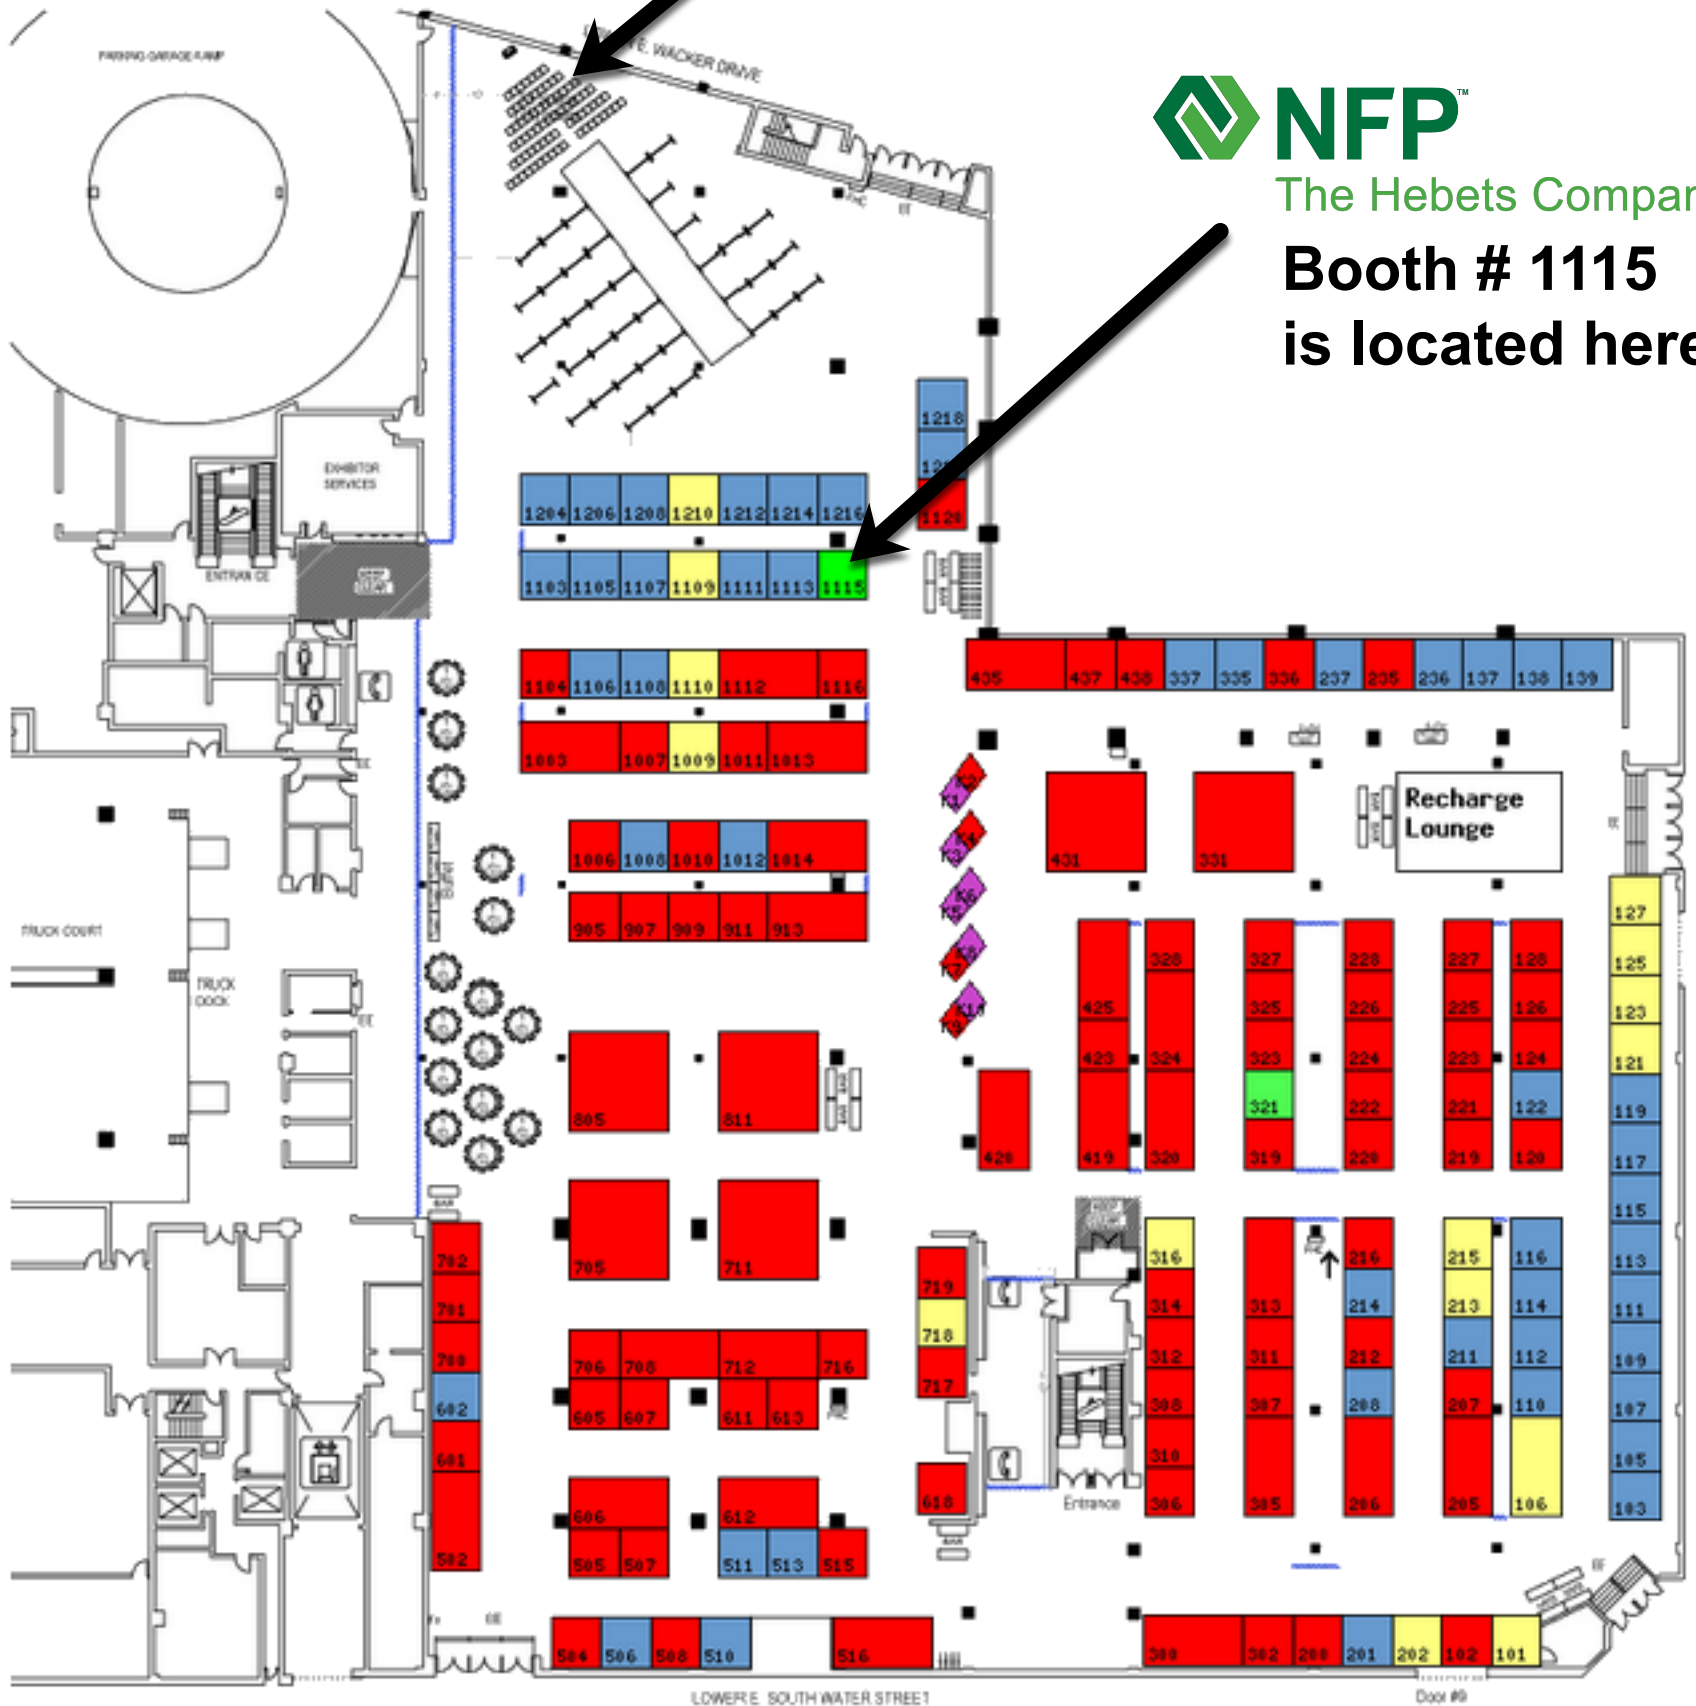 PARKING GARAGE RAMP
E. WACKER DRIVE
NFP™
The Hebets Compan
Booth # 1115
is located here
EXHIBITOR
SERVICES
ENTRANCE
KEEP
CLEAR
1218
1120
1204 1206 1208 1210 1212 1214 1216
1103 1105 1107 1109 1111 1113 1115
1104 1106 1108 1110 1112 1116
1003 1007 1009 1011 1013
435 437 438 337 335 336 237 235 236 137 138 139
1006 1008 1010 1012 1014
905 907 909 911 913
431 331
Recharge
Lounge
TRUCK COURT
TRUCK
DOCK
805 811
705 711
425 423 419
420
328 324 320
327 325 323 321 319
228 226 224 222 220
227 225 223 221 219
128 126 124 122 120
127 125 123 121 119 117 115 113 111 109 107 105 103
702 701 700 602 601 502
719 718 717
618
706 708 712 716
605 607 611 613
606 612
505 507 511 513 515
316 314 312 308 310 306
313 311 307 305
216 214 212 208 206
215 213 211 207 205
116 114 112 110 106
Entrance
504 506 508 510 516
300 302 200 201 202 102 101
LOWER E. SOUTH WATER STREET
Door #9